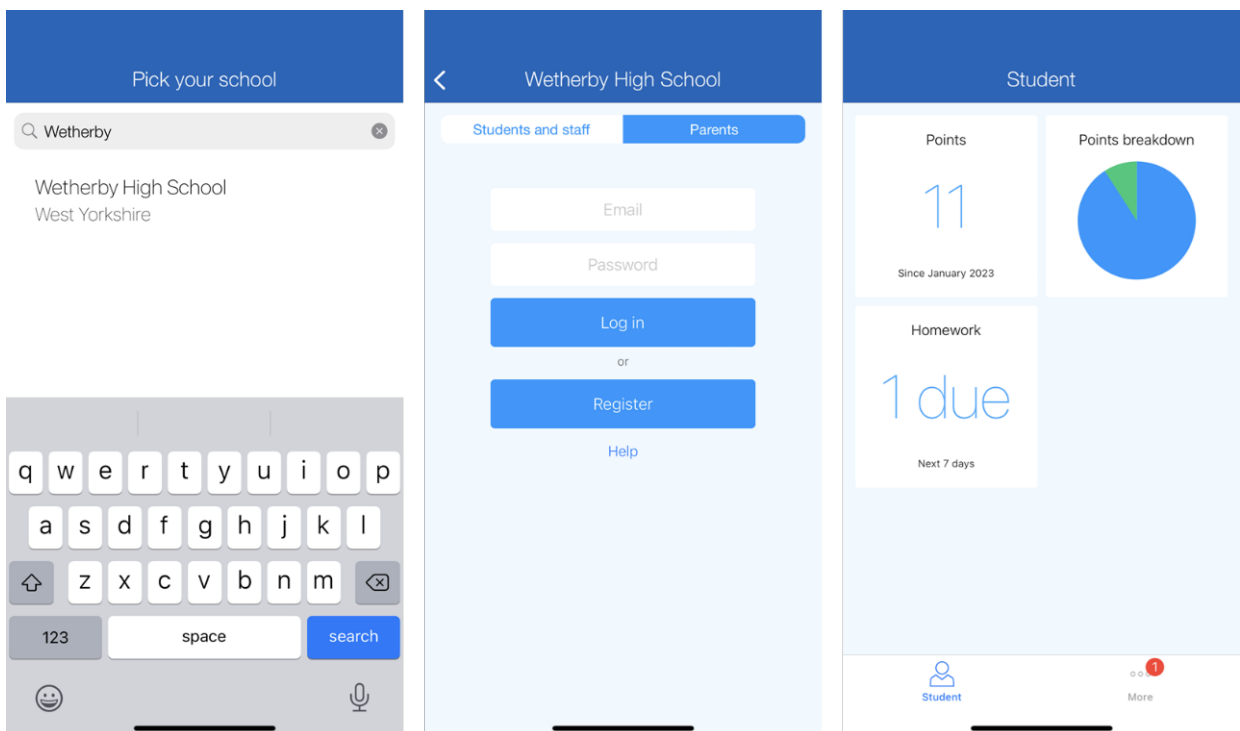 Pick your school
Wetherby
Wetherby High School
West Yorkshire
q w e r t y u i o p
a s d f g h j k l
z x c v b n m
123 space search
Wetherby High School
Students and staff Parents
Email
Password
Log in
or
Register
Help
Student
Points
11
Since January 2023
Points breakdown
Homework
1 due
Next 7 days
1
Student More